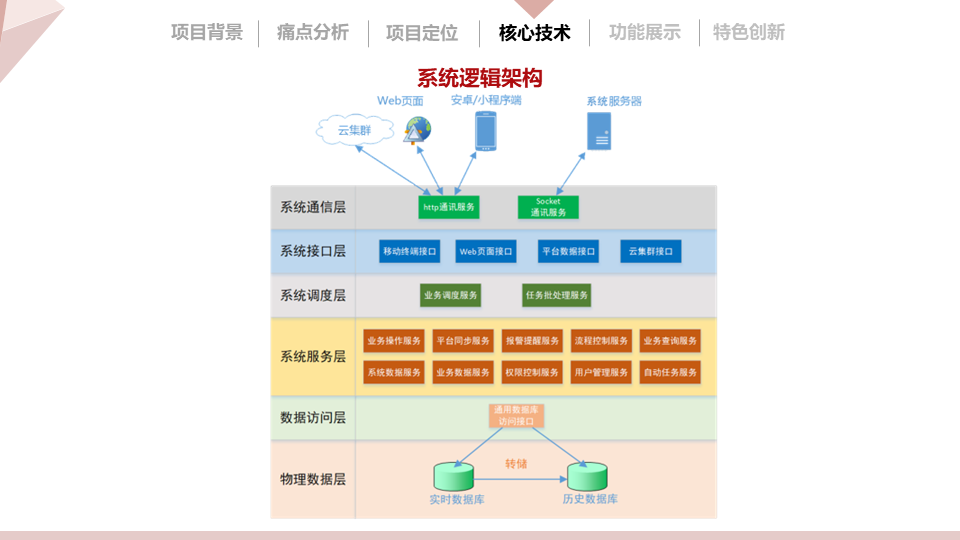 项目背景
痛点分析
项目定位
核心技术
功能展示
特色创新
系统逻辑架构
Web页面
安卓/小程序端
系统服务器
云集群
系统通信层
http通讯服务
Socket
通讯服务
系统接口层
移动终端接口
Web页面接口
平台数据接口
云集群接口
系统调度层
业务调度服务
任务批处理服务
系统服务层
业务操作服务
平台同步服务
报警提醒服务
流程控制服务
业务查询服务
系统数据服务
业务数据服务
权限控制服务
用户管理服务
自动任务服务
数据访问层
通用数据库
访问接口
物理数据层
转储
实时数据库
历史数据库